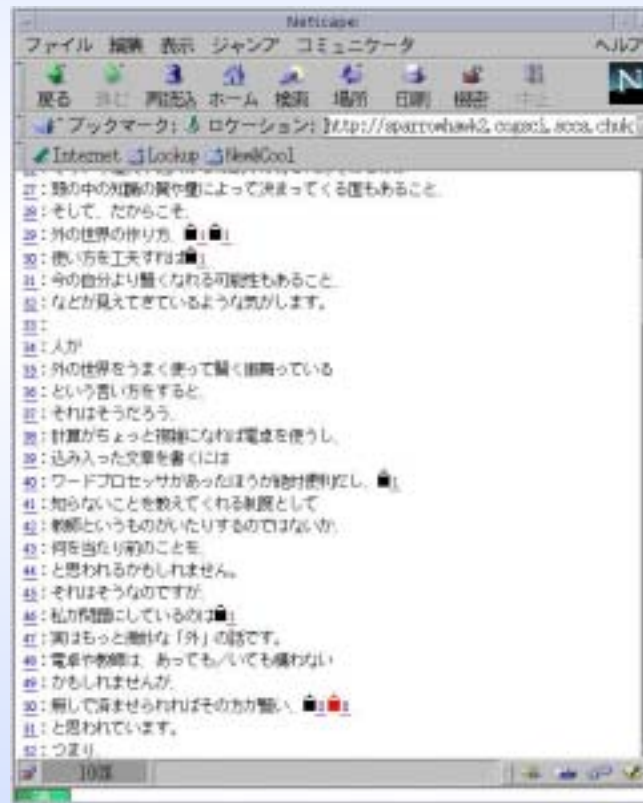 Netscape:
ファイル 編集 表示 ジャンプ コミュニケータ ヘルプ
戻る 進む 再読込 ホーム 検索 場所 印刷 機密 中止
ブックマーク: ロケーション: http://sparrowhawk2.cogsci.scca.chuk
Internet Lookup New&Cool
27: 頭の中の知識の質や量によって決まってくる面もあること、
28: そして、だからこそ、
29: 外の世界の作り方、1 1
30: 使い方を工夫すれば 1
31: 今の自分より賢くなれる可能性もあること、
32: などが見えてきているような気がします。
33:
34: 人が
35: 外の世界をうまく使って賢く振舞っている
36: という言い方をすると、
37: それはそうだろう、
38: 計算がちょっと複雑になれば電卓を使うし、
39: 込み入った文章を書くには
40: ワードプロセッサがあったほうが絶対便利だし、1
41: 知らないことを教えてくれる制度として
42: 教師というものがいたりするのではないか、
43: 何を当たり前のことを、
44: と思われるかもしれません。
45: それはそうなのですが、
46: 私が問題にしているのは 1
47: 実はもっと微妙な「外」の話です。
48: 電卓や教師は、あっても／いても構わない
49: かもしれませんが、
50: 無しで済ませられればその方が賢い、1 1
51: と思われています。
52: つまり、
100%